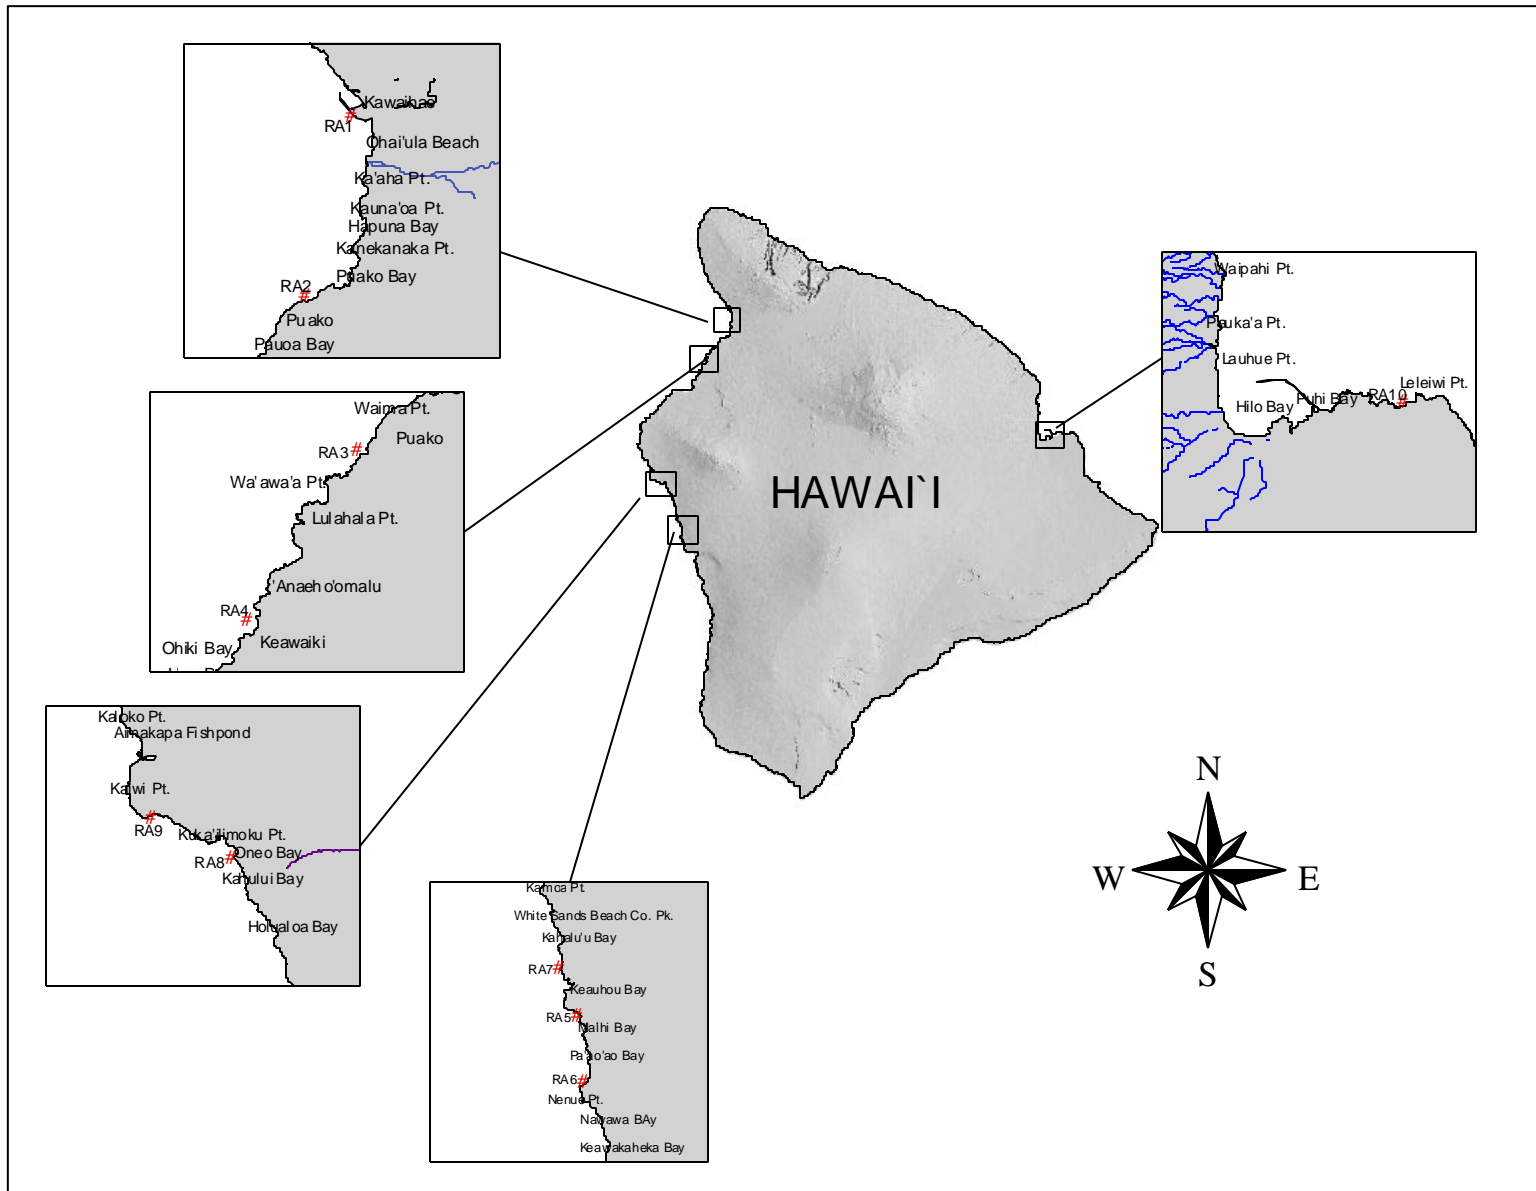 Kawaihae
RA1
Ohai'ula Beach
Ka'aha Pt.
Kauna'oa Pt.
Hapuna Bay
Kanekanaka Pt.
Puako Bay
RA2
Puako
Pauoa Bay
Waima Pt.
Puako
RA3
Wa'awa'a Pt.
Lulahala Pt.
'Anaeho'omalu
RA4
Keawaiki
Ohiki Bay
Kaloko Pt.
Aimakapa Fishpond
Kaiwi Pt.
RA9
Kuka'ilimoku Pt.
Oneo Bay
RA8
Kahului Bay
Holualoa Bay
Kamoa Pt.
White Sands Beach Co. Pk.
Kahalu'u Bay
RA7
Keauhou Bay
RA5
Malhi Bay
Pa'ao'ao Bay
RA6
Nenue Pt.
Nawawa BAy
Keawakaheka Bay
HAWAI`I
Waipahi Pt.
Pauka'a Pt.
Lauhue Pt.
Leleiwi Pt.
RA10
Puhi Bay
Hilo Bay
N
W
E
S